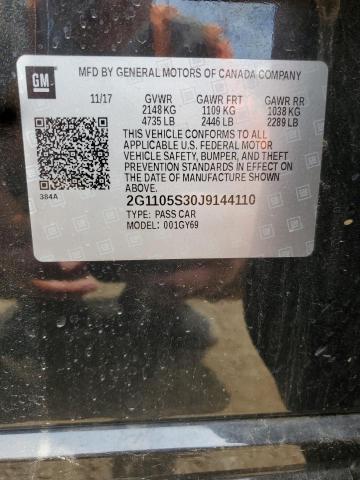 GM
MFD BY GENERAL MOTORS OF CANADA COMPANY
11/17 GVWR GAWR FRT GAWR RR
2148 KG 1109 KG 1038 KG
4735 LB 2446 LB 2289 LB
THIS VEHICLE CONFORMS TO ALL
APPLICABLE U.S. FEDERAL MOTOR
VEHICLE SAFETY, BUMPER, AND THEFT
PREVENTION STANDARDS IN EFFECT ON
THE DATE OF MANUFACTURE SHOWN
ABOVE.
384A
2G1105S30J9144110
TYPE: PASS CAR
MODEL: 001GY69